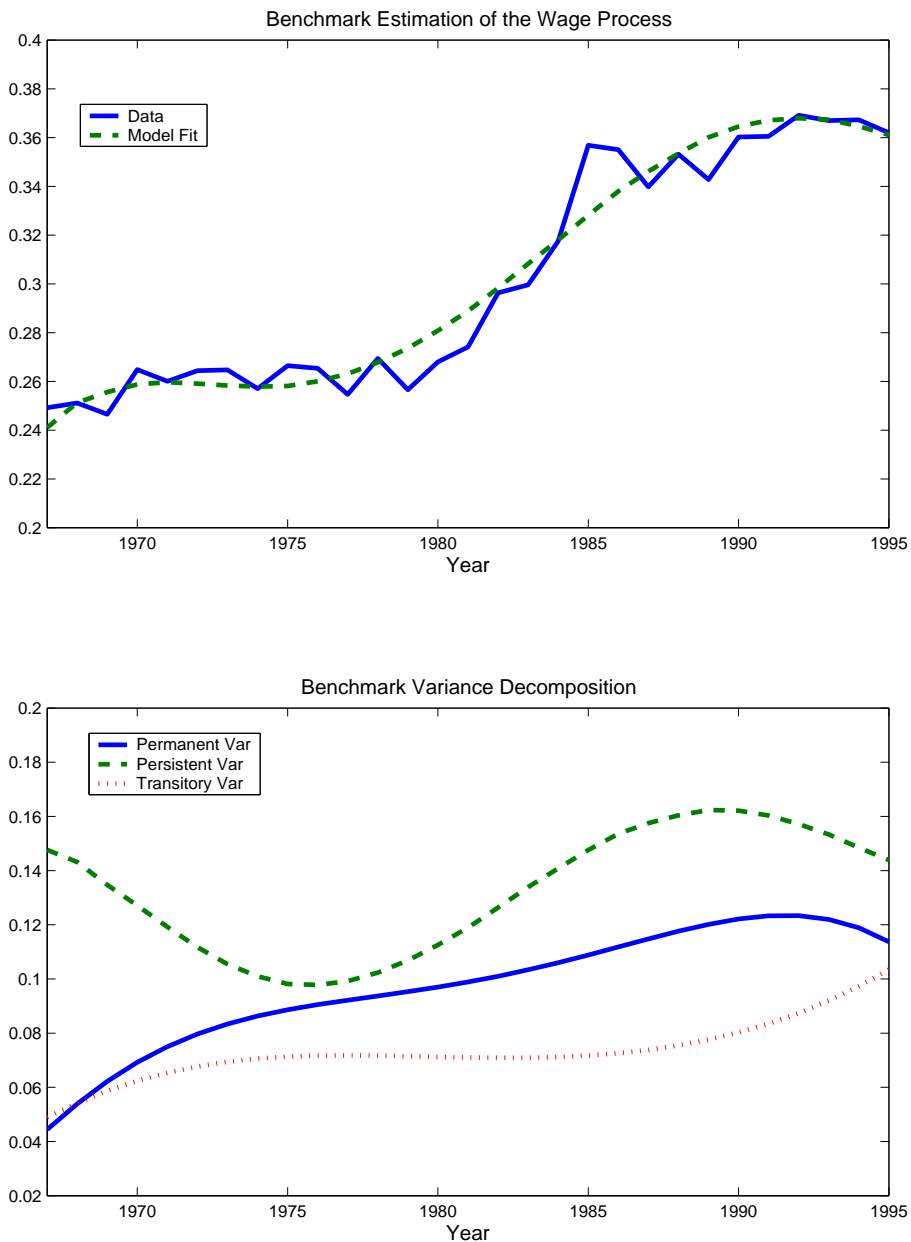 Benchmark Estimation of the Wage Process
0.4
0.38
Data
Model Fit
0.36
0.34
0.32
0.3
0.28
0.26
0.24
0.22
0.2
1970 1975 1980 1985 1990 1995
Year
Benchmark Variance Decomposition
0.2
0.18
Permanent Var
Persistent Var
Transitory Var
0.16
0.14
0.12
0.1
0.08
0.06
0.04
0.02
1970 1975 1980 1985 1990 1995
Year